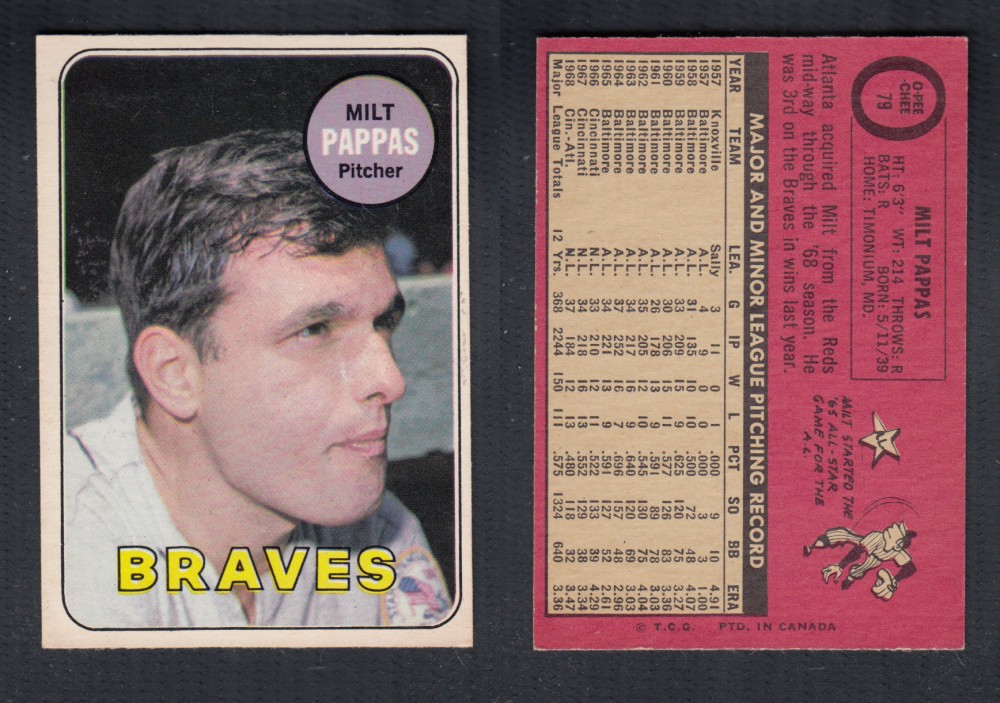 MILT
PAPPAS
Pitcher
BRAVES
O-PEE
-CHEE
79
MILT PAPPAS
HT: 6'3" WT: 214 THROWS: R
BATS: R BORN: 5/11/39
HOME: TIMONIUM, MD.
Atlanta acquired Milt from the Reds
mid-way through the '68 season. He
was 3rd on the Braves in wins last year.
MILT STARTED THE
'65 ALL-STAR
GAME FOR THE
A.L.
MAJOR AND MINOR LEAGUE PITCHING RECORD
YEAR TEAM LEA. G IP W L PCT SO BB ERA
1957 Knoxville Sally 3 11 0 1 .000 9 10 4.91
1957 Baltimore A.L. 4 9 0 0 .000 3 3 1.00
1958 Baltimore A.L. 31 135 10 10 .500 72 48 4.07
1959 Baltimore A.L. 33 209 15 9 .625 120 75 3.27
1960 Baltimore A.L. 30 206 15 11 .577 126 83 3.36
1961 Baltimore A.L. 26 178 13 9 .591 89 78 3.03
1962 Baltimore A.L. 35 205 12 10 .545 130 75 4.04
1963 Baltimore A.L. 34 217 16 9 .640 120 69 3.03
1964 Baltimore A.L. 37 252 16 7 .696 157 48 2.96
1965 Baltimore A.L. 34 221 13 9 .591 127 52 2.61
1966 Cincinnati N.L. 33 210 12 11 .522 133 39 4.29
1967 Cincinnati N.L. 34 218 16 13 .552 129 38 3.34
1968 Cin.-Atl. N.L. 37 184 12 13 .480 118 32 3.47
Major League Totals 12 Yrs. 368 2244 150 111 .575 1324 640 3.36
© T.C.G. PTD. IN CANADA